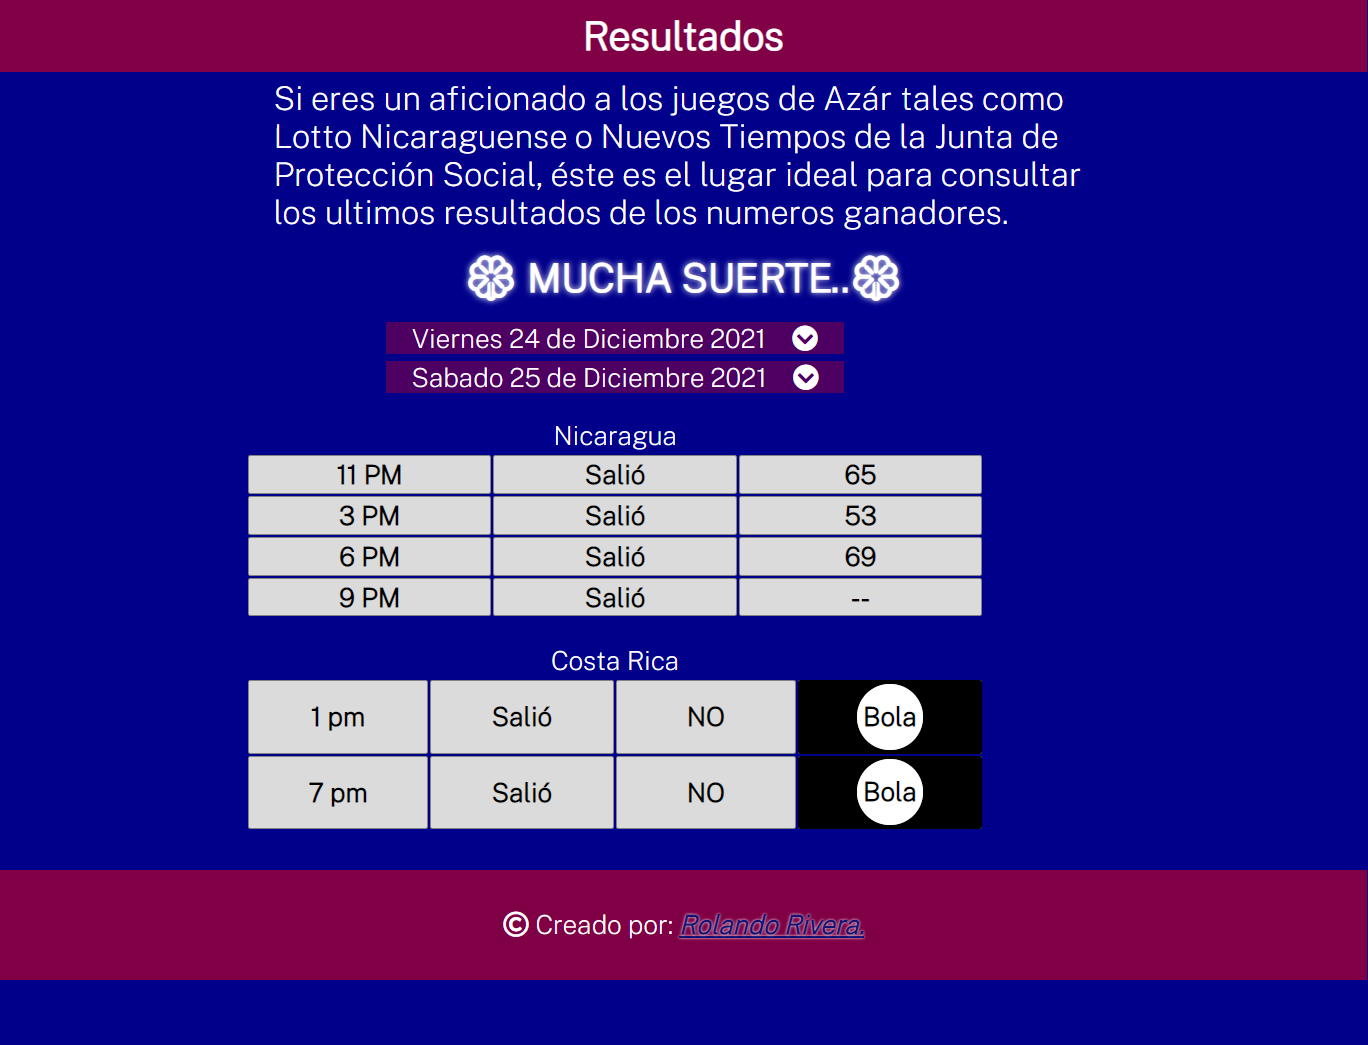 Resultados
Si eres un aficionado a los juegos de Azár tales como
Lotto Nicaraguense o Nuevos Tiempos de la Junta de
Protección Social, éste es el lugar ideal para consultar
los ultimos resultados de los numeros ganadores.
MUCHA SUERTE..
Viernes 24 de Diciembre 2021
Sabado 25 de Diciembre 2021
Nicaragua
11 PM Salió 65
3 PM Salió 53
6 PM Salió 69
9 PM Salió --
Costa Rica
1 pm Salió NO Bola
7 pm Salió NO Bola
© Creado por: Rolando Rivera.